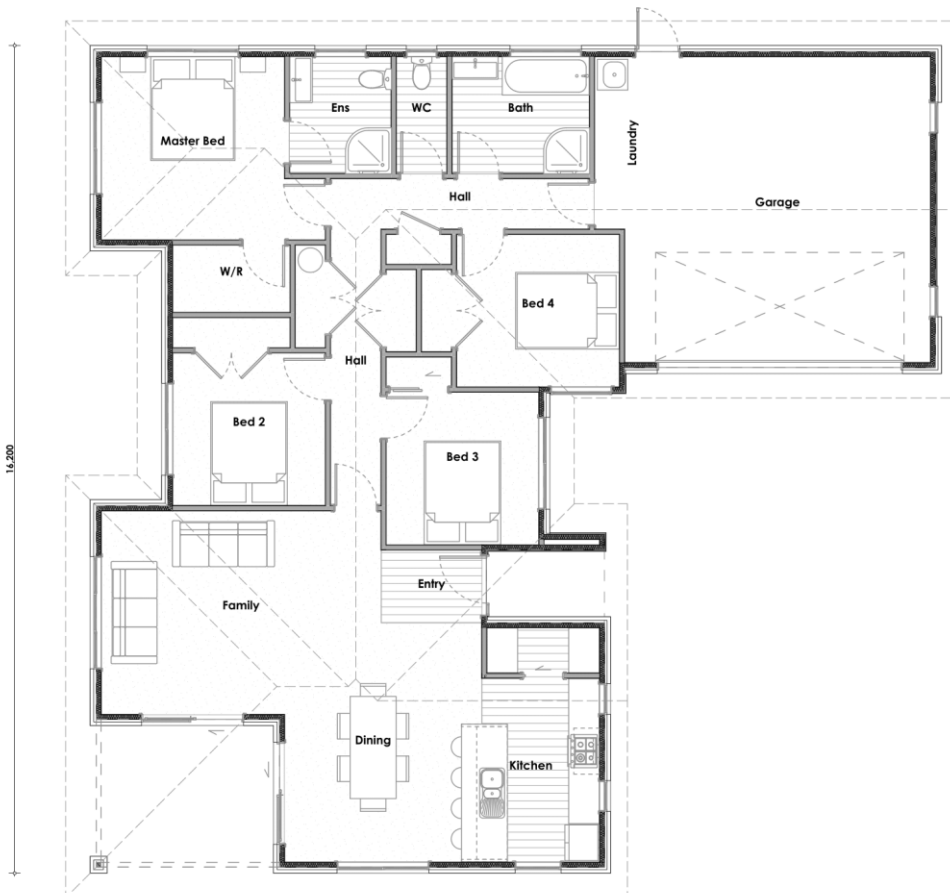 Ens
WC
Bath
Master Bed
Laundry
Hall
Garage
W/R
Bed 4
Hall
Bed 2
Bed 3
16,200
Entry
Family
Dining
Kitchen